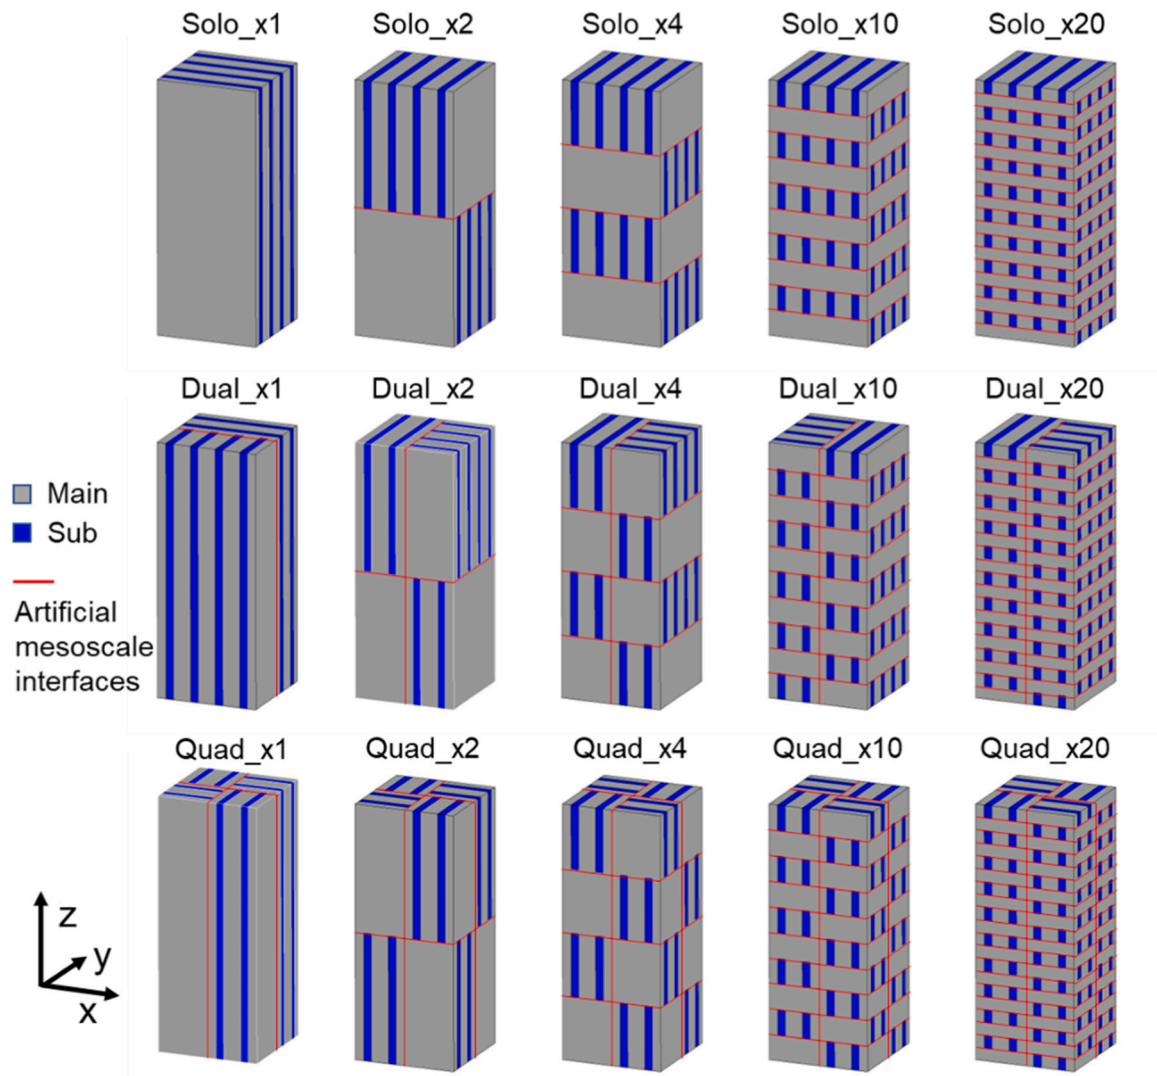 Solo_x1 Solo_x2 Solo_x4 Solo_x10 Solo_x20
Dual_x1 Dual_x2 Dual_x4 Dual_x10 Dual_x20
Main
Sub
Artificial
mesoscale
interfaces
Quad_x1 Quad_x2 Quad_x4 Quad_x10 Quad_x20
z
y
x